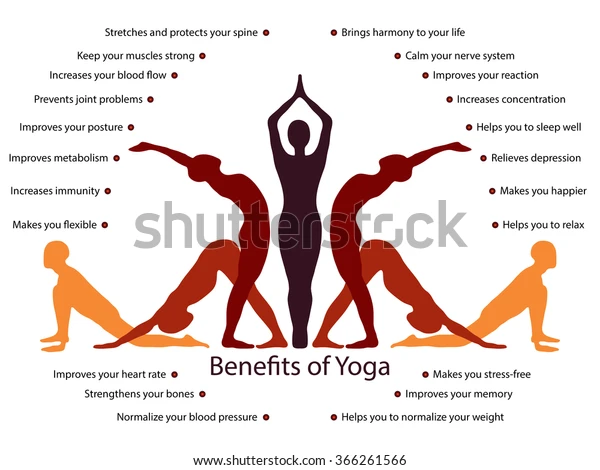 Stretches and protects your spine
Keep your muscles strong
Increases your blood flow
Prevents joint problems
Improves your posture
Improves metabolism
Increases immunity
Makes you flexible
Brings harmony to your life
Calm your nerve system
Improves your reaction
Increases concentration
Helps you to sleep well
Relieves depression
Makes you happier
Helps you to relax
shutterstock
Benefits of Yoga
Improves your heart rate
Strengthens your bones
Normalize your blood pressure
Makes you stress-free
Improves your memory
Helps you to normalize your weight
www.shutterstock.com · 366261566